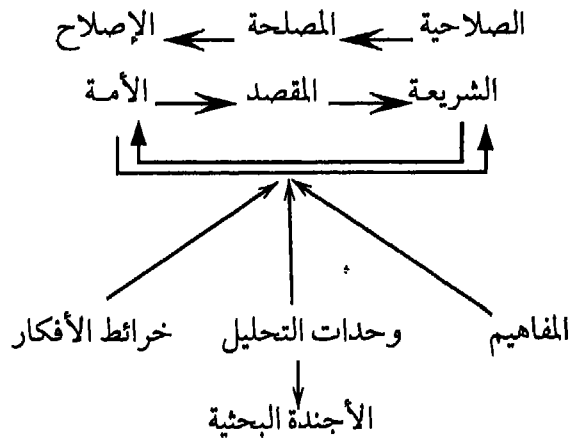 الصلاحية المصلحة الإصلاح
الشريعة المقصد الأمة
المفاهيم وحدات التحليل خرائط الأفكار
الأجندة البحثية